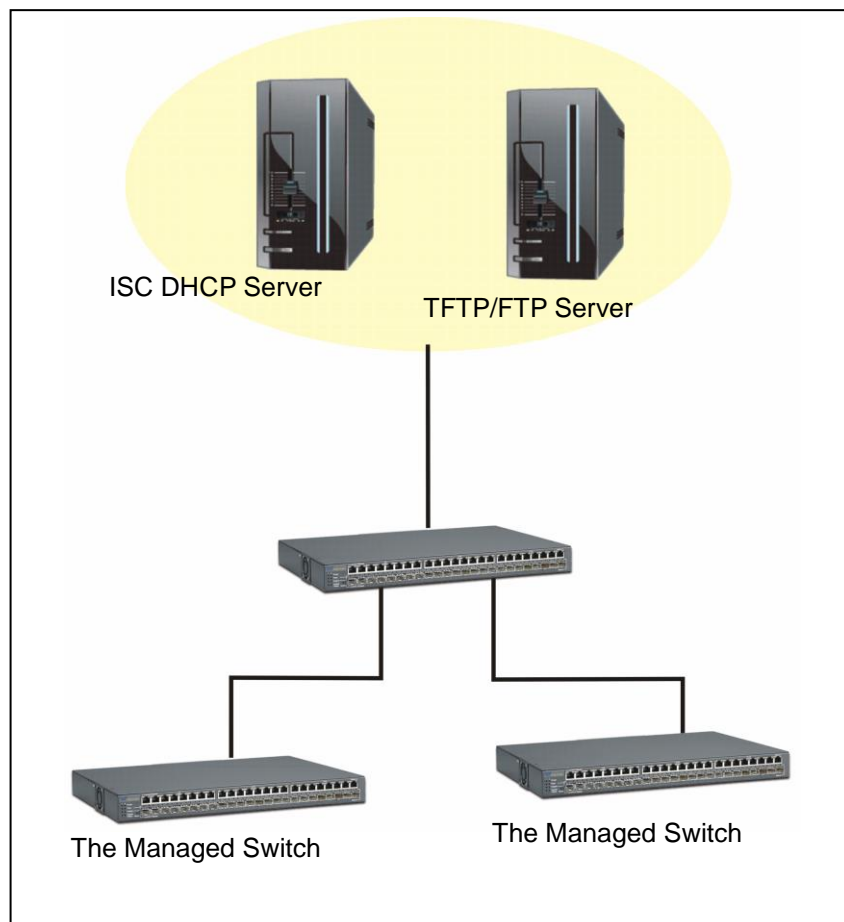 ISC DHCP Server
TFTP/FTP Server
The Managed Switch
The Managed Switch